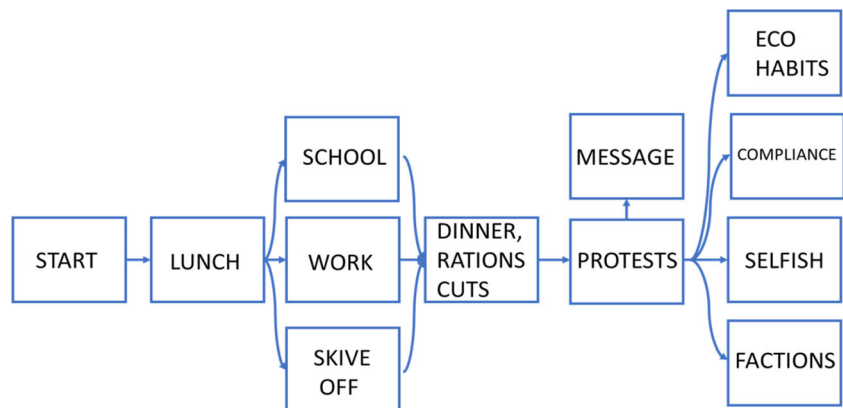 START
LUNCH
SCHOOL
WORK
SKIVE
OFF
DINNER,
RATIONS
CUTS
MESSAGE
PROTESTS
ECO
HABITS
COMPLIANCE
SELFISH
FACTIONS